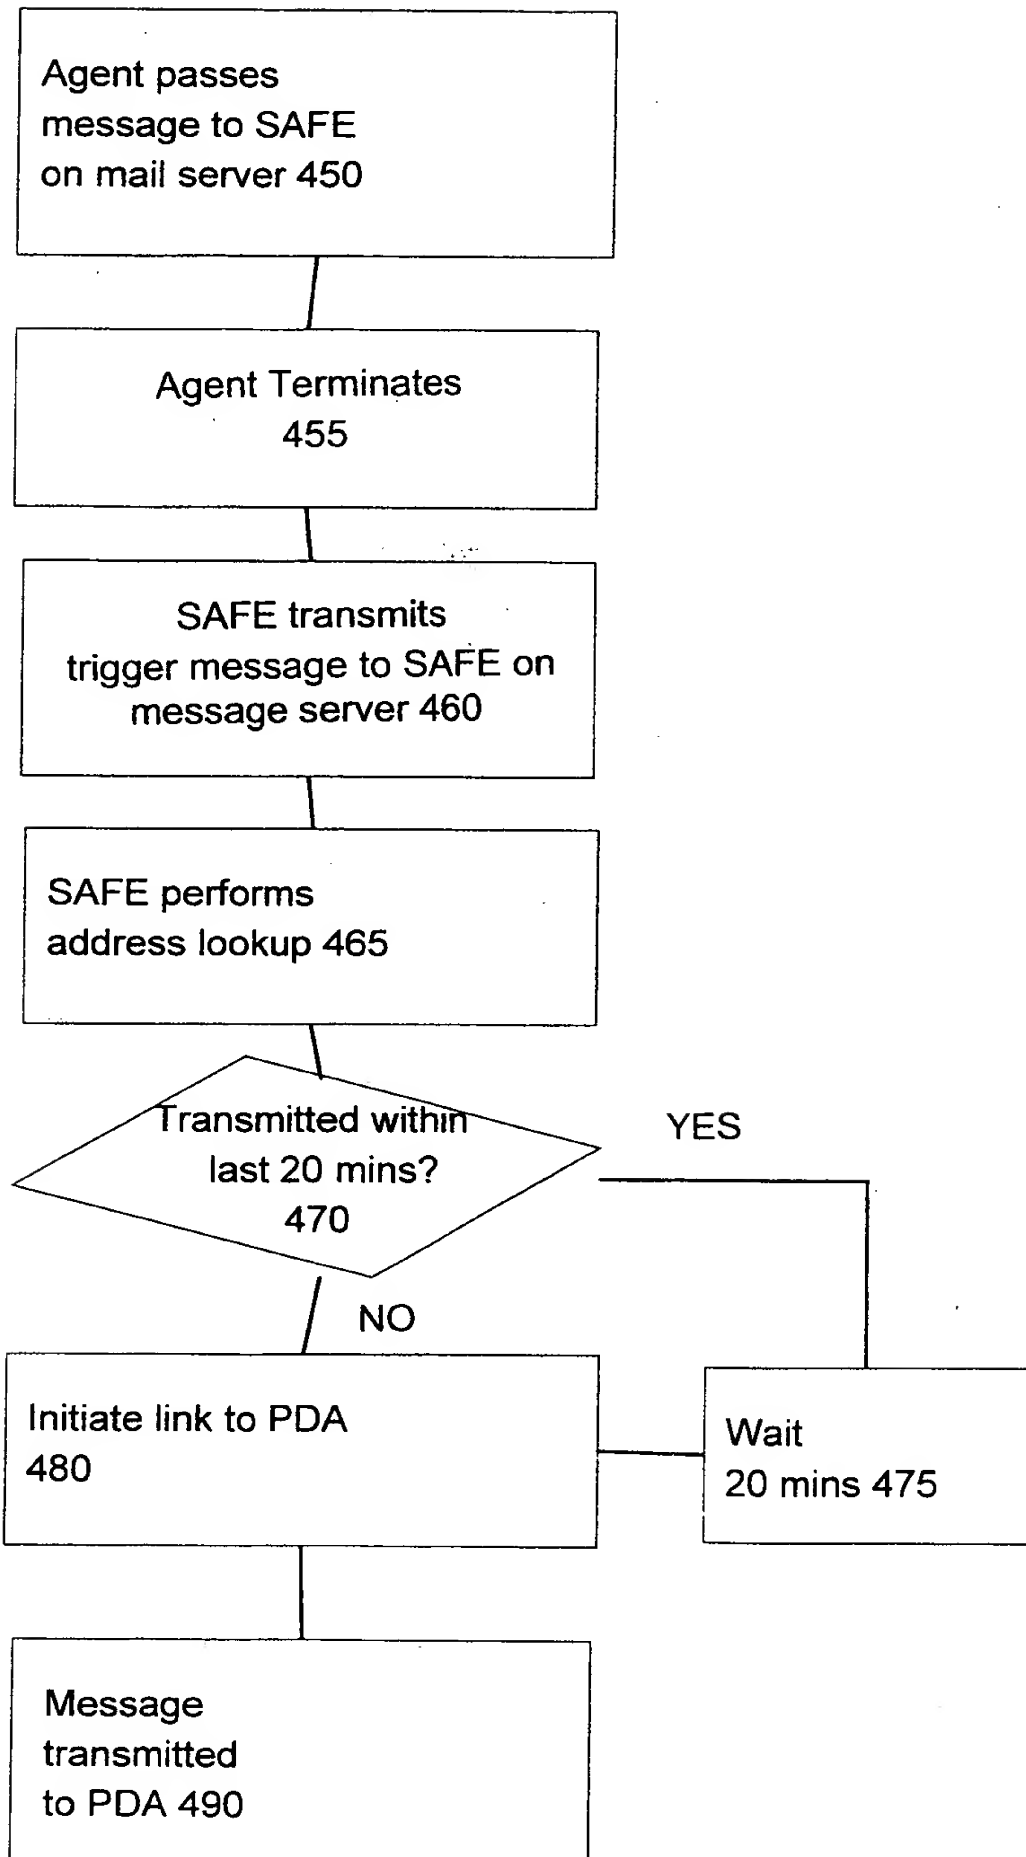 Agent passes
message to SAFE
on mail server 450
Agent Terminates
455
SAFE transmits
trigger message to SAFE on
message server 460
SAFE performs
address lookup 465
Transmitted within
last 20 mins?
470
YES
NO
Initiate link to PDA
480
Wait
20 mins 475
Message
transmitted
to PDA 490